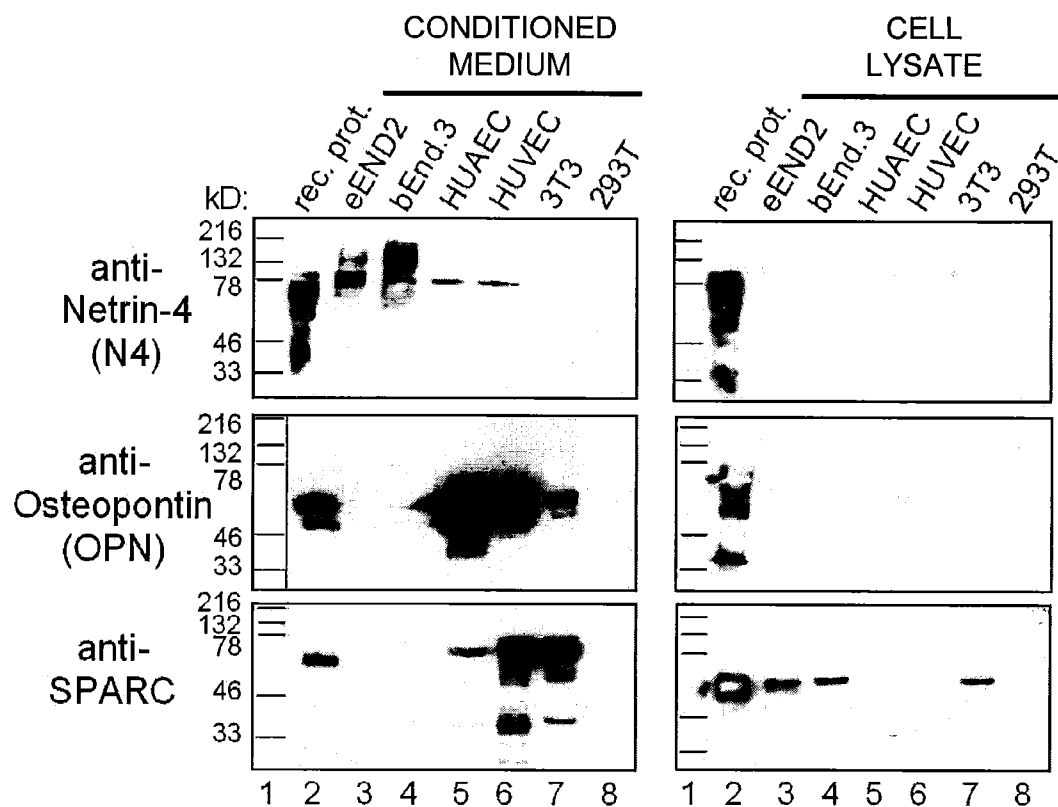 CONDITIONED
MEDIUM
CELL
LYSATE
kD:
rec. prot.
eEND2
bEnd.3
HUAEC
HUVEC
3T3
293T
rec. prot.
eEND2
bEnd.3
HUAEC
HUVEC
3T3
293T
anti-
Netrin-4
(N4)
216
132
78
46
33
anti-
Osteopontin
(OPN)
216
132
78
46
33
anti-
SPARC
216
132
78
46
33
1 2 3 4 5 6 7 8
1 2 3 4 5 6 7 8